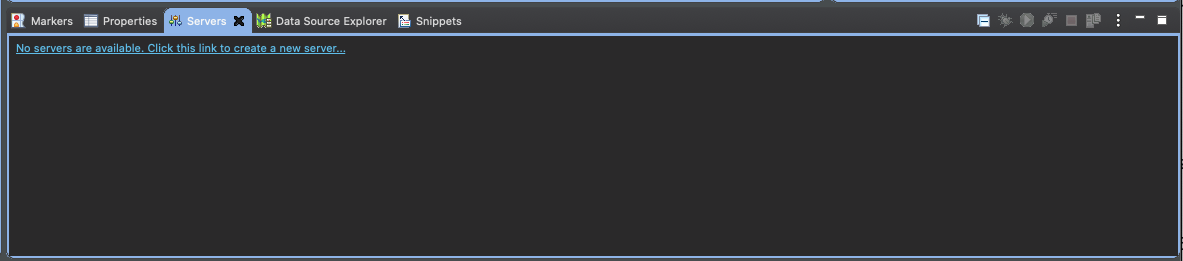 Markers Properties Servers Data Source Explorer Snippets
No servers are available. Click this link to create a new server...